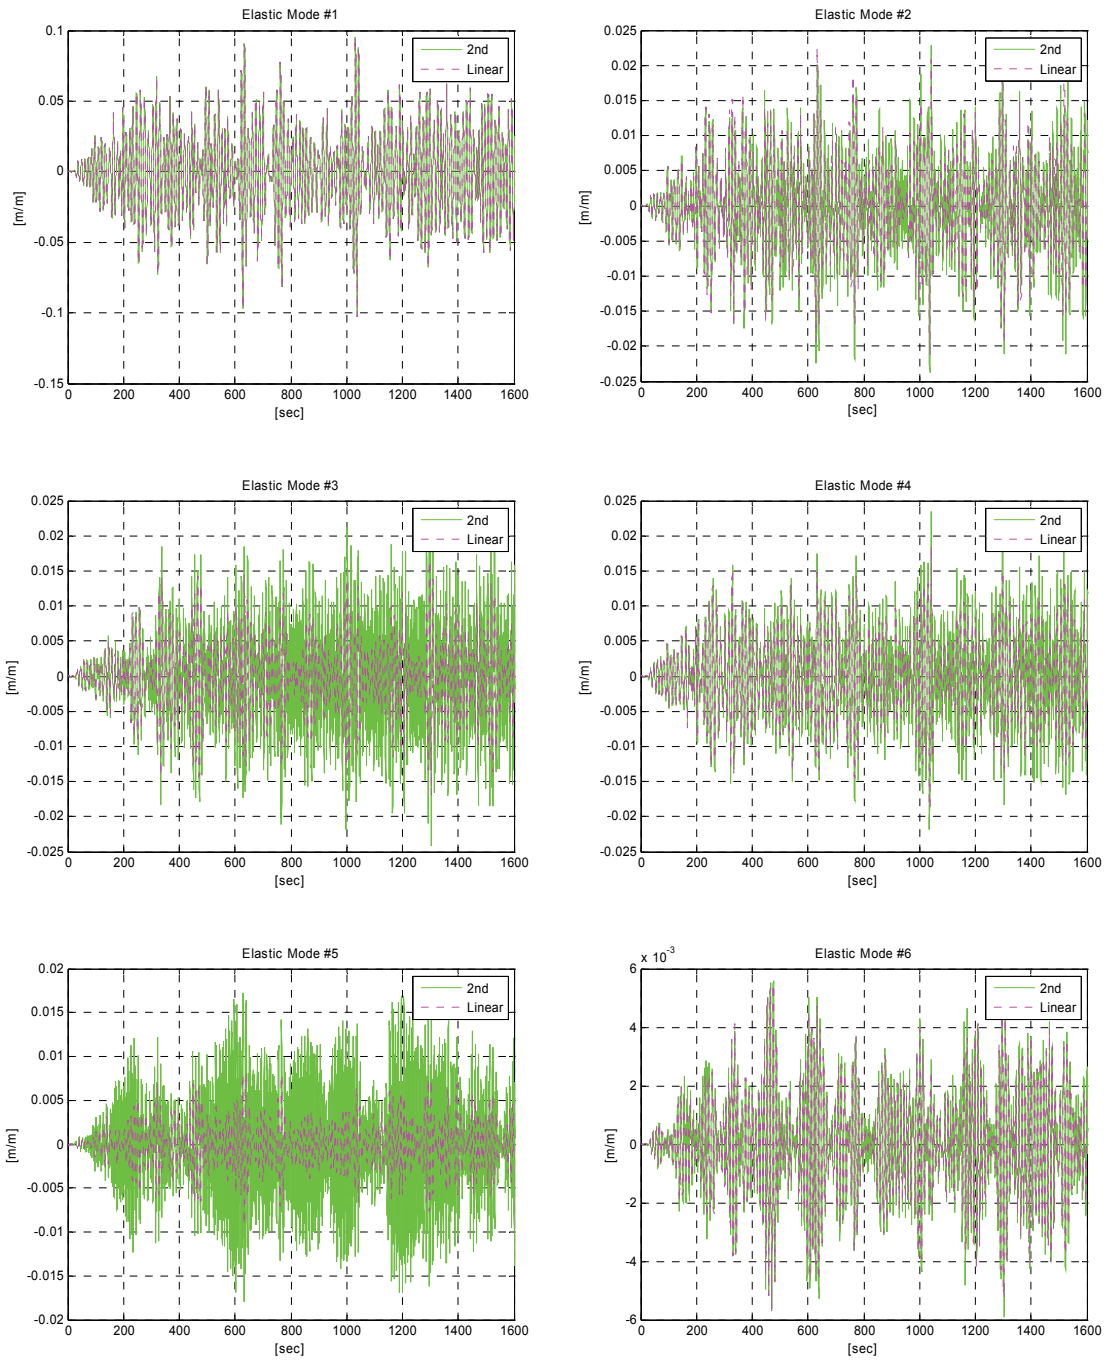 Elastic Mode #1
0.1
0.05
0
-0.05
-0.1
-0.15
[m/m]
2nd
Linear
0 200 400 600 800 1000 1200 1400 1600
[sec]
Elastic Mode #2
0.025
0.02
0.015
0.01
0.005
0
-0.005
-0.01
-0.015
-0.02
-0.025
[m/m]
2nd
Linear
0 200 400 600 800 1000 1200 1400 1600
[sec]
Elastic Mode #3
0.025
0.02
0.015
0.01
0.005
0
-0.005
-0.01
-0.015
-0.02
-0.025
[m/m]
2nd
Linear
0 200 400 600 800 1000 1200 1400 1600
[sec]
Elastic Mode #4
0.025
0.02
0.015
0.01
0.005
0
-0.005
-0.01
-0.015
-0.02
-0.025
[m/m]
2nd
Linear
0 200 400 600 800 1000 1200 1400 1600
[sec]
Elastic Mode #5
0.02
0.015
0.01
0.005
0
-0.005
-0.01
-0.015
-0.02
[m/m]
2nd
Linear
0 200 400 600 800 1000 1200 1400 1600
[sec]
Elastic Mode #6
x 10-3
6
4
2
0
-2
-4
-6
[m/m]
2nd
Linear
0 200 400 600 800 1000 1200 1400 1600
[sec]